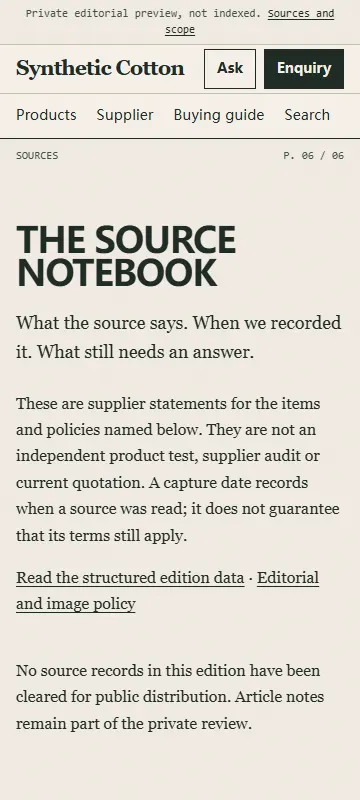 Private editorial preview, not indexed. Sources and
scope
Synthetic Cotton
Ask
Enquiry
Products Supplier Buying guide Search
SOURCES
P. 06 / 06
THE SOURCE
NOTEBOOK
What the source says. When we recorded
it. What still needs an answer.
These are supplier statements for the items
and policies named below. They are not an
independent product test, supplier audit or
current quotation. A capture date records
when a source was read; it does not guarantee
that its terms still apply.
Read the structured edition data · Editorial
and image policy
No source records in this edition have been
cleared for public distribution. Article notes
remain part of the private review.